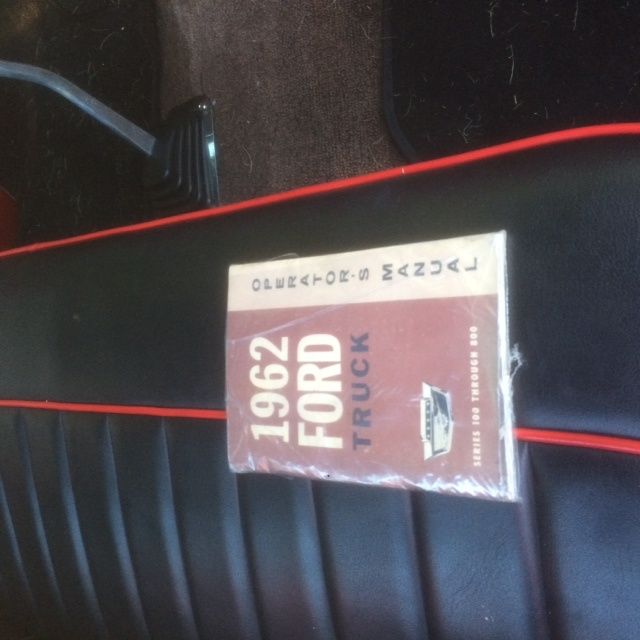 OPERATOR'S MANUAL
1962
FORD
TRUCK
SERIES 100 THROUGH 800